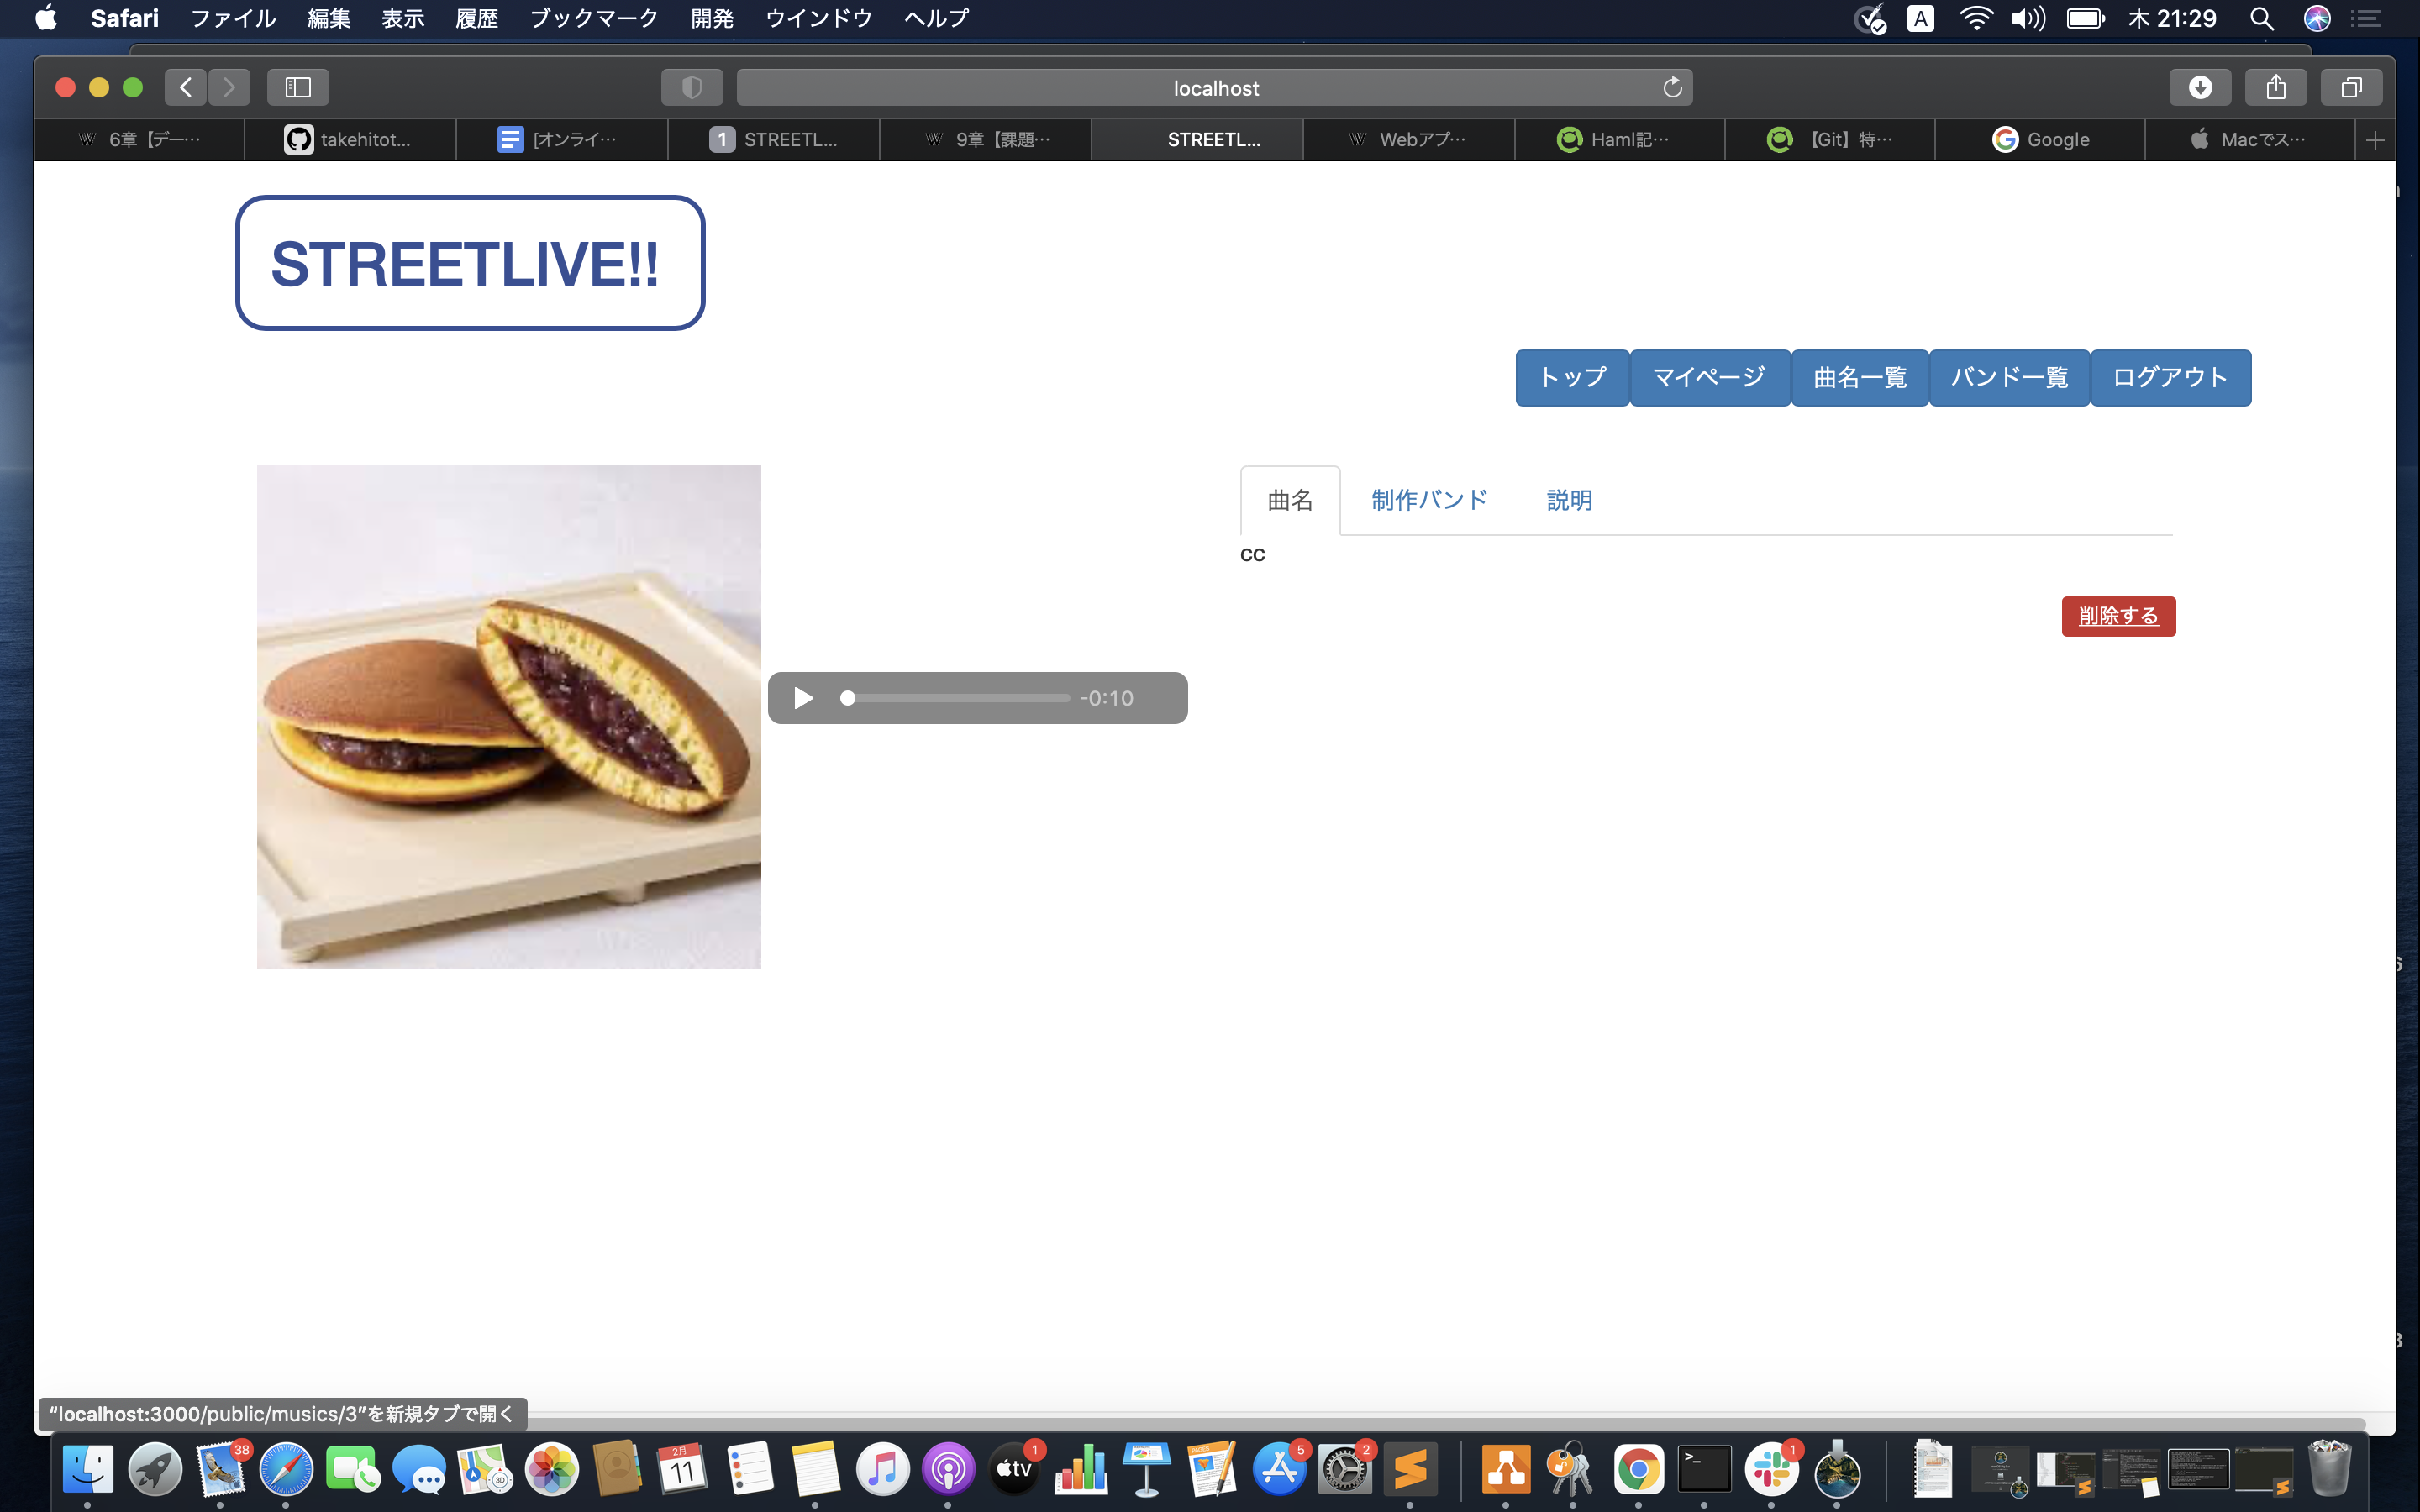 Safari ファイル 編集 表示 履歴 ブックマーク 開発 ウインドウ ヘルプ A 木 21:29
localhost
6章【デー… takehitot... [オンライ… 1 STREETL... 9章【課題… STREETL... Webアプ… Haml記… 【Git】特… Google Macでス…
STREETLIVE!!
トップ マイページ 曲名一覧 バンド一覧 ログアウト
曲名 制作バンド 説明
cc
削除する
-0:10
“localhost:3000/public/musics/3”を新規タブで開く
38 2月 11 tv 1 PAGES 5 2 >_ 1
3D